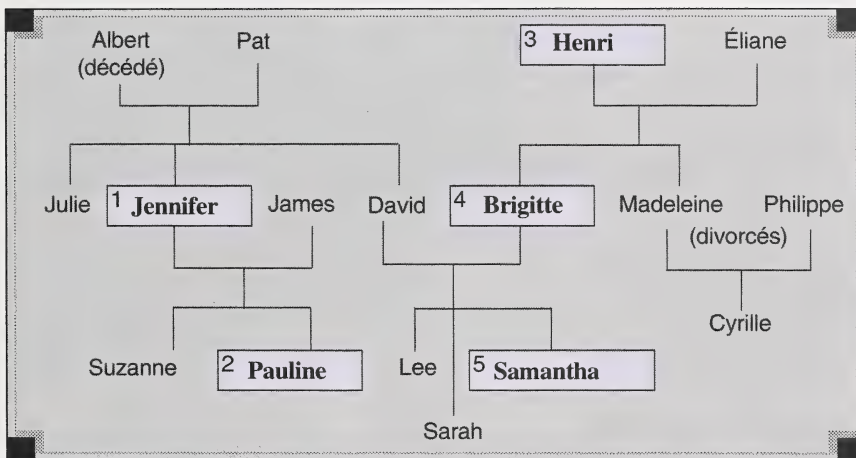 Albert Pat 3 Henri Éliane
(décédé)
Julie 1 Jennifer James David 4 Brigitte Madeleine Philippe
(divorcés)
Cyrille
Suzanne 2 Pauline Lee 5 Samantha
Sarah